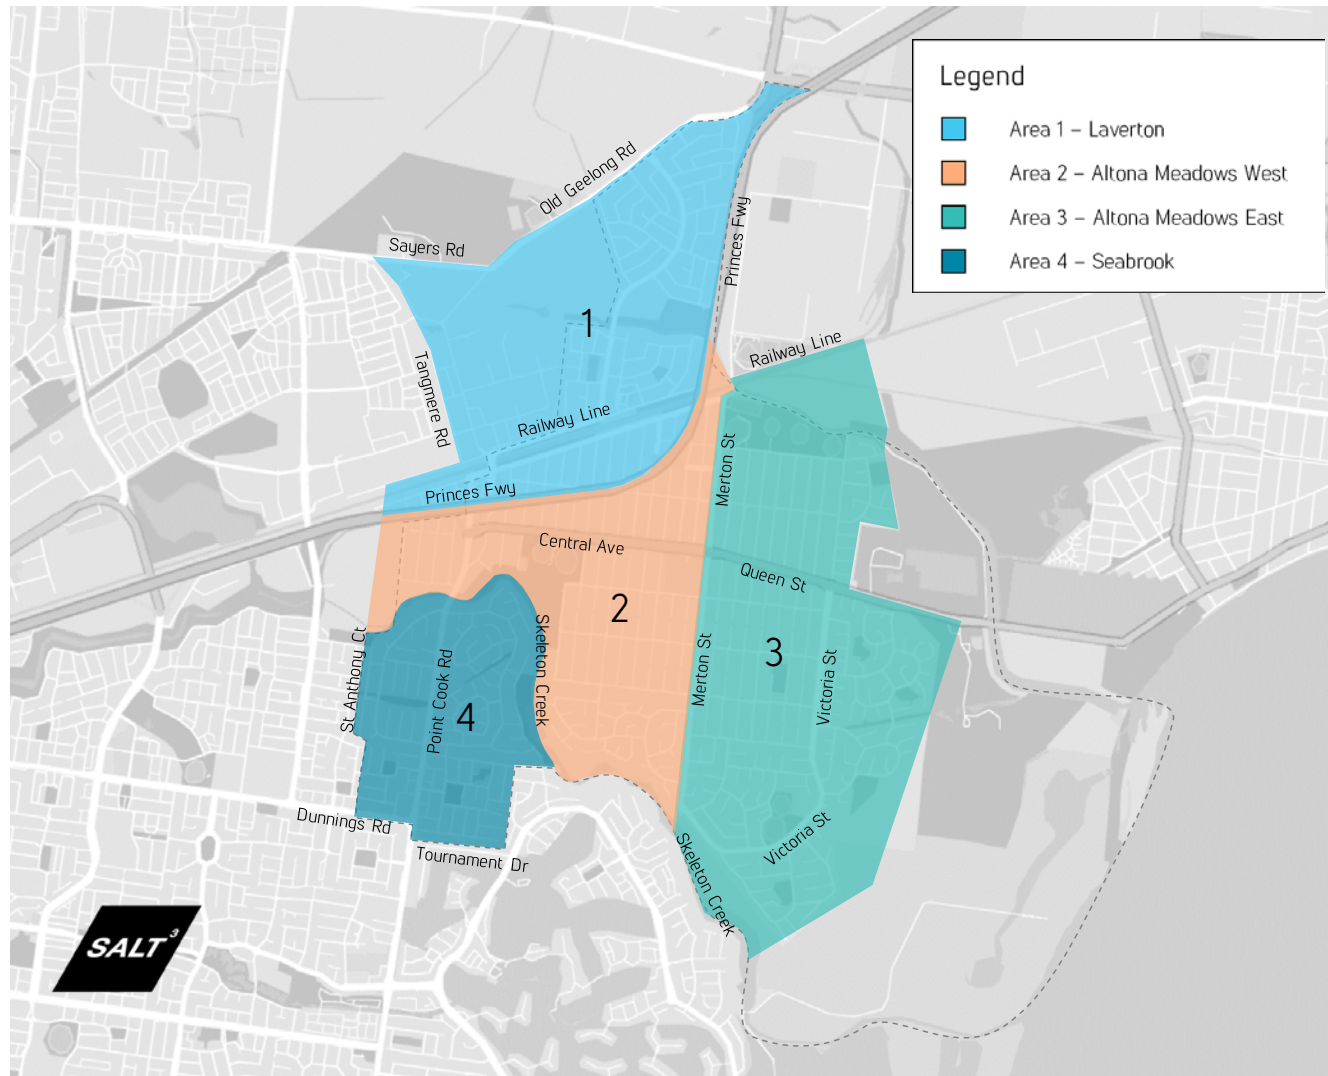 Legend
Area 1 – Laverton
Area 2 – Altona Meadows West
Area 3 – Altona Meadows East
Area 4 – Seabrook
Old Geelong Rd
Sayers Rd
Princes Fwy
1
Railway Line
Tangmere Rd
Railway Line
Merton St
Princes Fwy
Central Ave
Queen St
2
Skeleton Creek
St Anthony Ct
Point Cook Rd
4
Merton St
3
Victoria St
Dunnings Rd
Tournament Dr
Victoria St
Skeleton Creek
SALT³